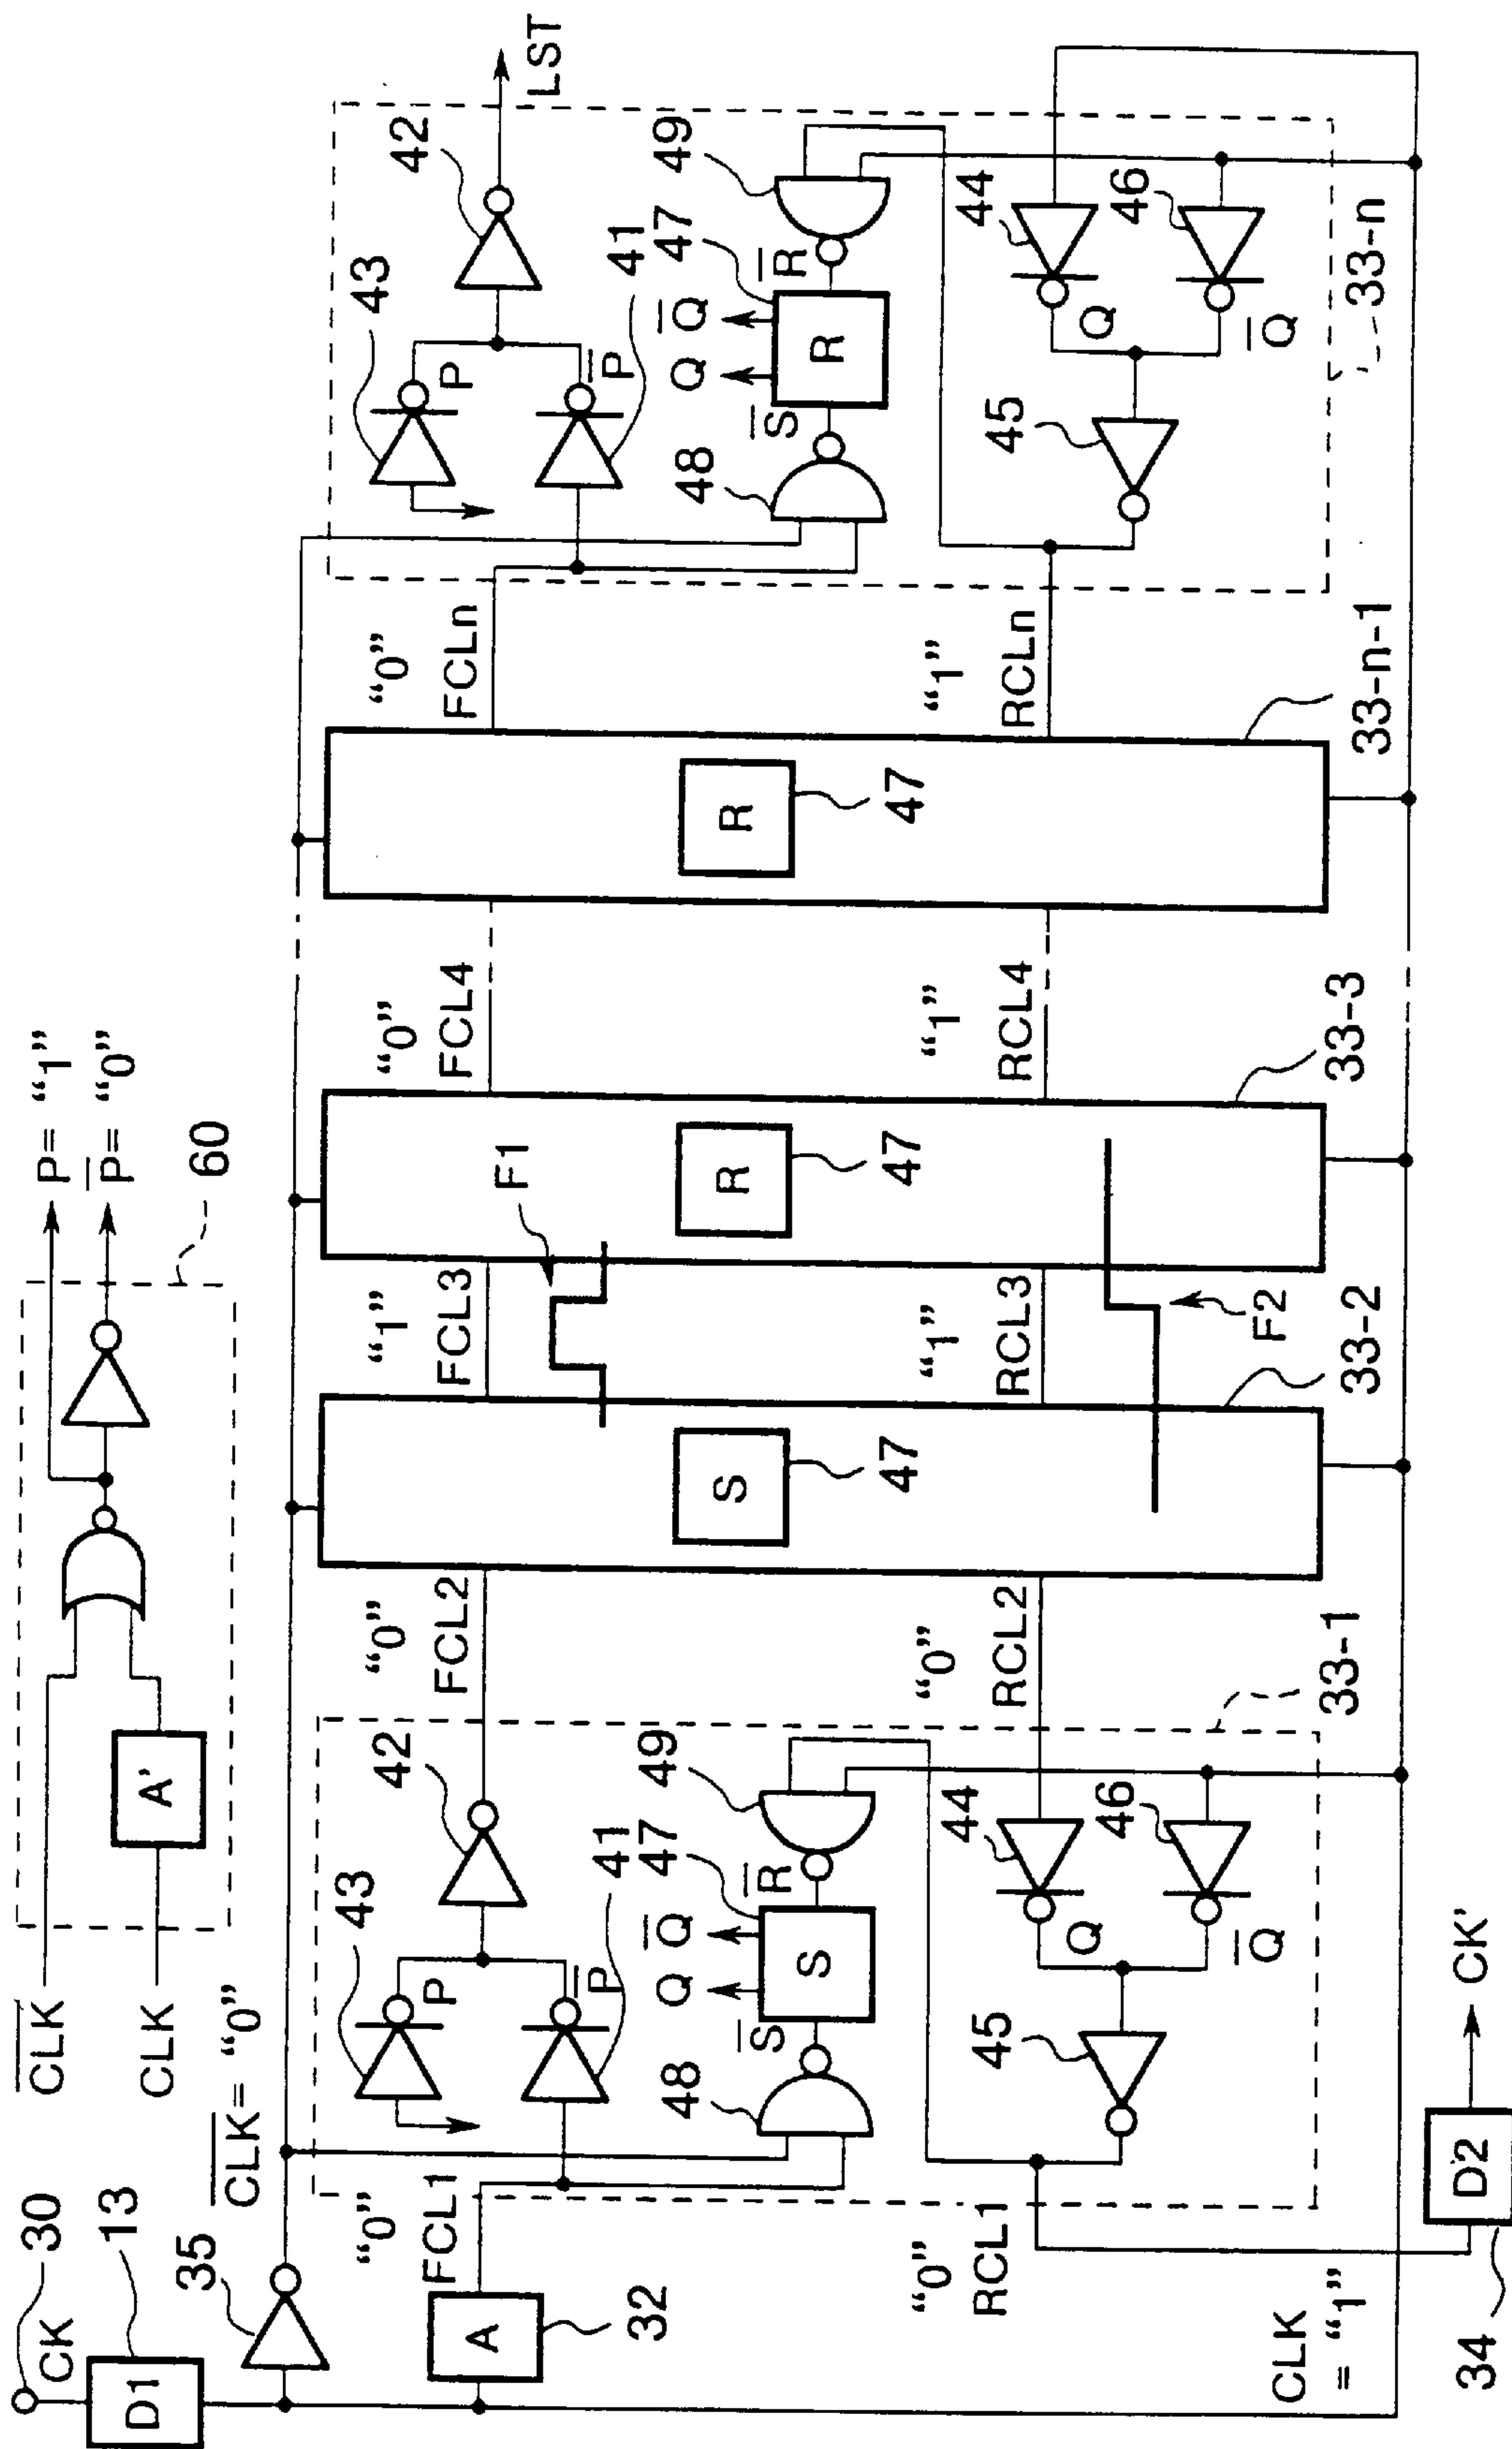 30
CK
D1
13
35
A
32
CLK = "0"
CLK
CLK
A'
60
P= "1"
P= "0"
"0"
FCL1
"0"
RCL1
CLK
= "1"
34
D2
CK'
43
P
41
P
42
48
S
Q
Q
S
47
R
49
44
Q
46
Q
45
33-1
"0"
FCL2
"0"
RCL2
S
47
33-2
"1"
FCL3
F1
"1"
RCL3
F2
R
47
33-3
"0"
FCL4
"1"
RCL4
R
47
33-n-1
"0"
FCLn
"1"
RCLn
43
P
41
P
42
LST
48
S
Q
Q
R
47
R
49
44
Q
46
Q
45
33-n